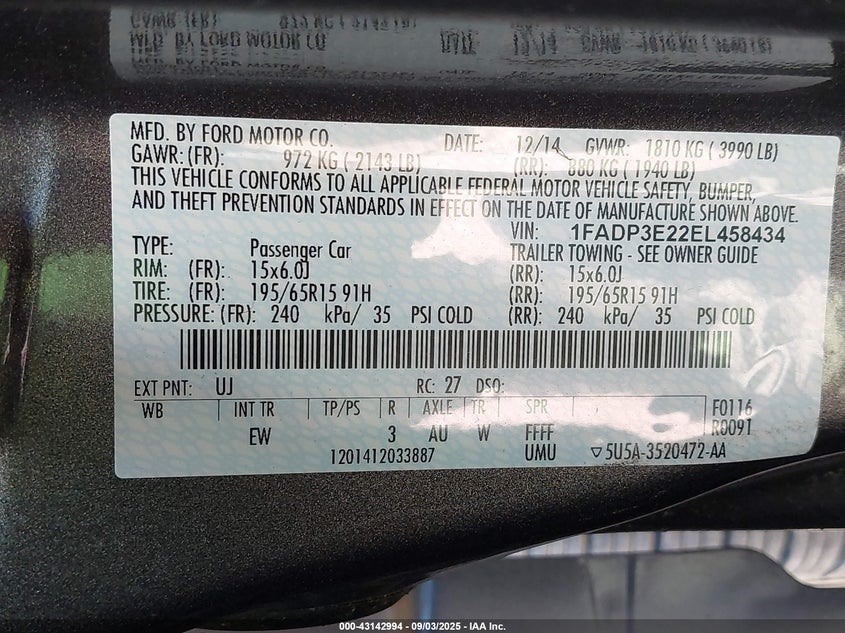 MFD. BY FORD MOTOR CO. DATE: 12/14 GVWR: 1810 KG ( 3990 LB)
GAWR: (FR): 972 KG ( 2143 LB) (RR): 880 KG ( 1940 LB)
THIS VEHICLE CONFORMS TO ALL APPLICABLE FEDERAL MOTOR VEHICLE SAFETY, BUMPER,
AND THEFT PREVENTION STANDARDS IN EFFECT ON THE DATE OF MANUFACTURE SHOWN ABOVE.
VIN: 1FADP3E22EL458434
TYPE: Passenger Car TRAILER TOWING - SEE OWNER GUIDE
RIM: (FR): 15x6.0J (RR): 15x6.0J
TIRE: (FR): 195/65R15 91H (RR): 195/65R15 91H
PRESSURE: (FR): 240 kPa/ 35 PSI COLD (RR): 240 kPa/ 35 PSI COLD
EXT PNT: UJ RC: 27 DSO:
WB INT TR TP/PS R AXLE TR SPR F0116
EW 3 AU W FFFF R0091
1201412033887 UMU ▽5U5A-3520472-AA
000-43142994 - 09/03/2025 - IAA Inc.